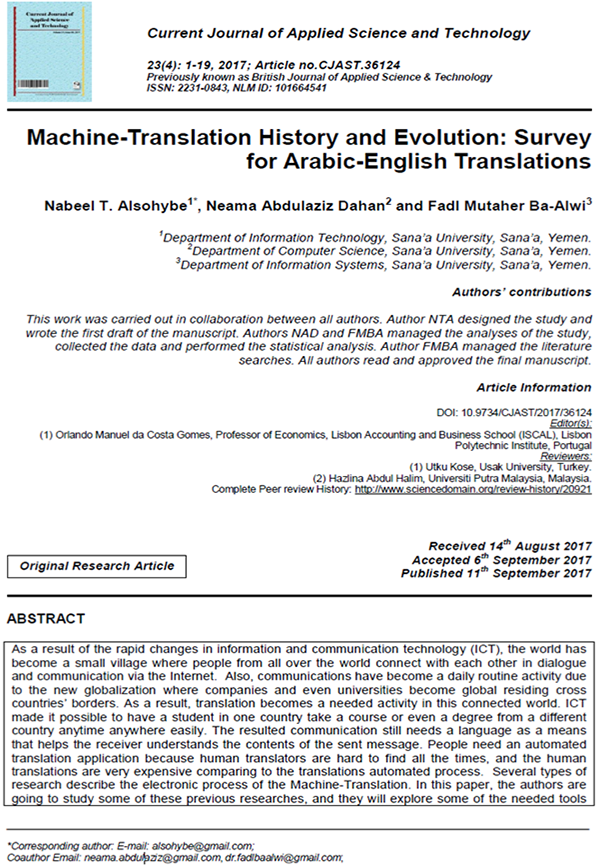 Current Journal of Applied Science
and Technology
Current Journal of Applied Science and Technology
23(4): 1-19, 2017; Article no.CJAST.36124
Previously known as British Journal of Applied Science & Technology
ISSN: 2231-0843, NLM ID: 101664541
Machine-Translation History and Evolution: Survey
for Arabic-English Translations
Nabeel T. Alsohybe1*, Neama Abdulaziz Dahan2 and Fadl Mutaher Ba-Alwi3
1Department of Information Technology, Sana'a University, Sana'a, Yemen.
2Department of Computer Science, Sana'a University, Sana'a, Yemen.
3Department of Information Systems, Sana'a University, Sana'a, Yemen.
Authors' contributions
This work was carried out in collaboration between all authors. Author NTA designed the study and
wrote the first draft of the manuscript. Authors NAD and FMBA managed the analyses of the study,
collected the data and performed the statistical analysis. Author FMBA managed the literature
searches. All authors read and approved the final manuscript.
Article Information
DOI: 10.9734/CJAST/2017/36124
Editor(s):
(1) Orlando Manuel da Costa Gomes, Professor of Economics, Lisbon Accounting and Business School (ISCAL), Lisbon
Polytechnic Institute, Portugal
Reviewers:
(1) Utku Kose, Usak University, Turkey.
(2) Hazlina Abdul Halim, Universiti Putra Malaysia, Malaysia.
Complete Peer review History: http://www.sciencedomain.org/review-history/20921
Received 14th August 2017
Accepted 6th September 2017
Published 11th September 2017
Original Research Article
ABSTRACT
As a result of the rapid changes in information and communication technology (ICT), the world has
become a small village where people from all over the world connect with each other in dialogue
and communication via the Internet. Also, communications have become a daily routine activity due
to the new globalization where companies and even universities become global residing cross
countries' borders. As a result, translation becomes a needed activity in this connected world. ICT
made it possible to have a student in one country take a course or even a degree from a different
country anytime anywhere easily. The resulted communication still needs a language as a means
that helps the receiver understands the contents of the sent message. People need an automated
translation application because human translators are hard to find all the times, and the human
translations are very expensive comparing to the translations automated process. Several types of
research describe the electronic process of the Machine-Translation. In this paper, the authors are
going to study some of these previous researches, and they will explore some of the needed tools
*Corresponding author: E-mail: alsohybe@gmail.com;
Coauthor Email: neama.abdulaziz@gmail.com, dr.fadlbaalwi@gmail.com;